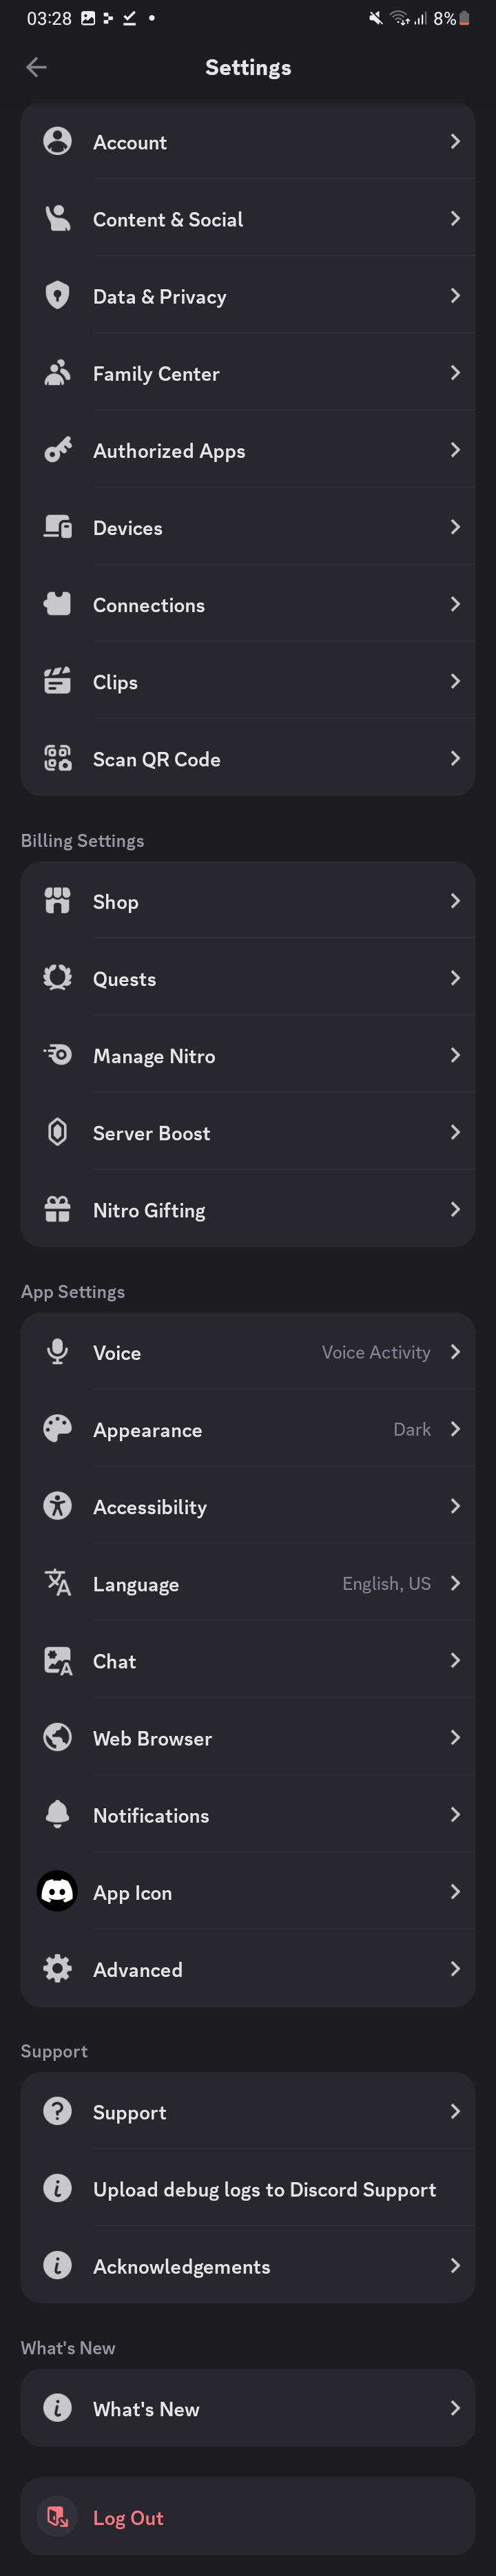 03:28 8%
Settings
Account
Content & Social
Data & Privacy
Family Center
Authorized Apps
Devices
Connections
Clips
Scan QR Code
Billing Settings
Shop
Quests
Manage Nitro
Server Boost
Nitro Gifting
App Settings
Voice Voice Activity
Appearance Dark
Accessibility
Language English, US
Chat
Web Browser
Notifications
App Icon
Advanced
Support
Support
Upload debug logs to Discord Support
Acknowledgements
What's New
What's New
Log Out